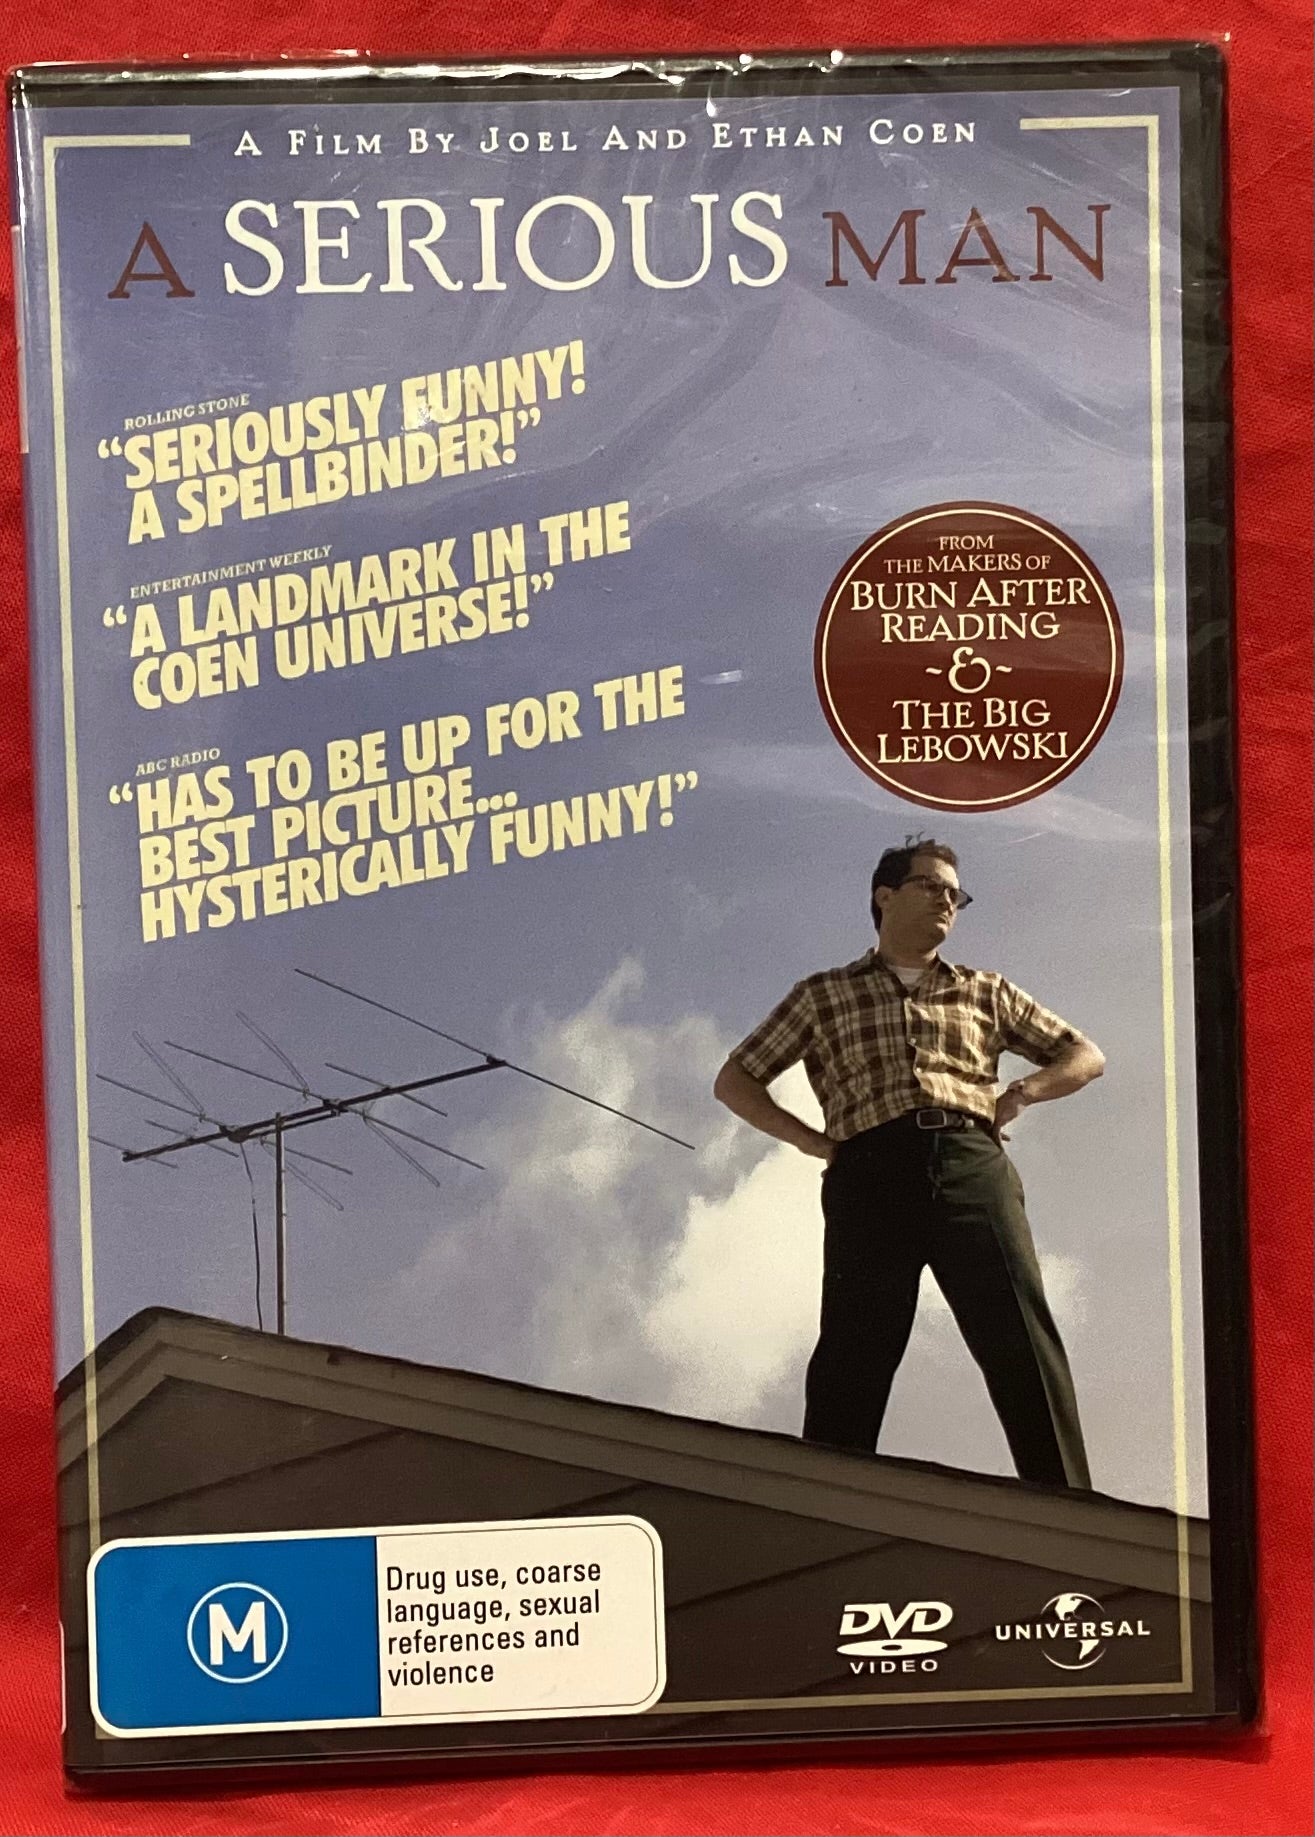 A Film By Joel And Ethan Coen
A SERIOUS MAN
ROLLING STONE
“SERIOUSLY FUNNY!
A SPELLBINDER!”
ENTERTAINMENT WEEKLY
“A LANDMARK IN THE
COEN UNIVERSE!”
ABC RADIO
“HAS TO BE UP FOR THE
BEST PICTURE...
HYSTERICALLY FUNNY!”
FROM
THE MAKERS OF
BURN AFTER
READING
~&~
THE BIG
LEBOWSKI
M
Drug use, coarse
language, sexual
references and
violence
DVD
VIDEO
UNIVERSAL